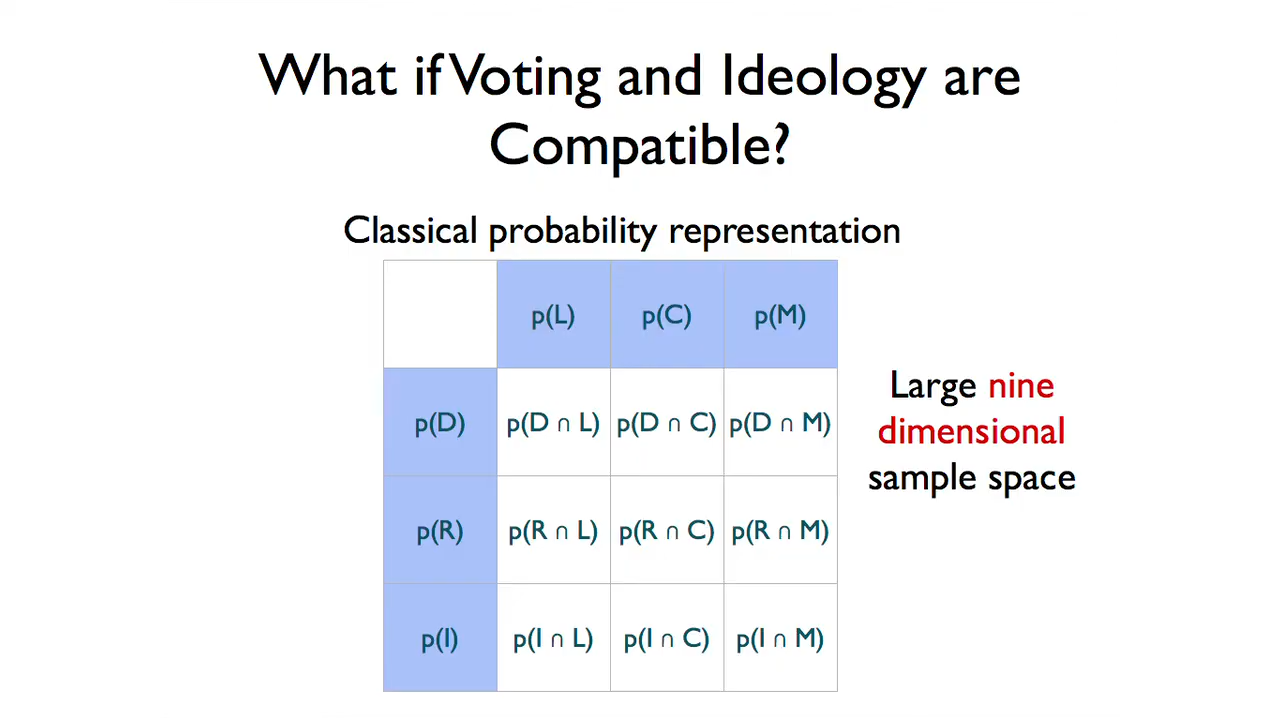 What if Voting and Ideology are
Compatible?
Classical probability representation
p(L) p(C) p(M)
p(D) p(D ∩ L) p(D ∩ C) p(D ∩ M)
p(R) p(R ∩ L) p(R ∩ C) p(R ∩ M)
p(I) p(I ∩ L) p(I ∩ C) p(I ∩ M)
Large nine
dimensional
sample space